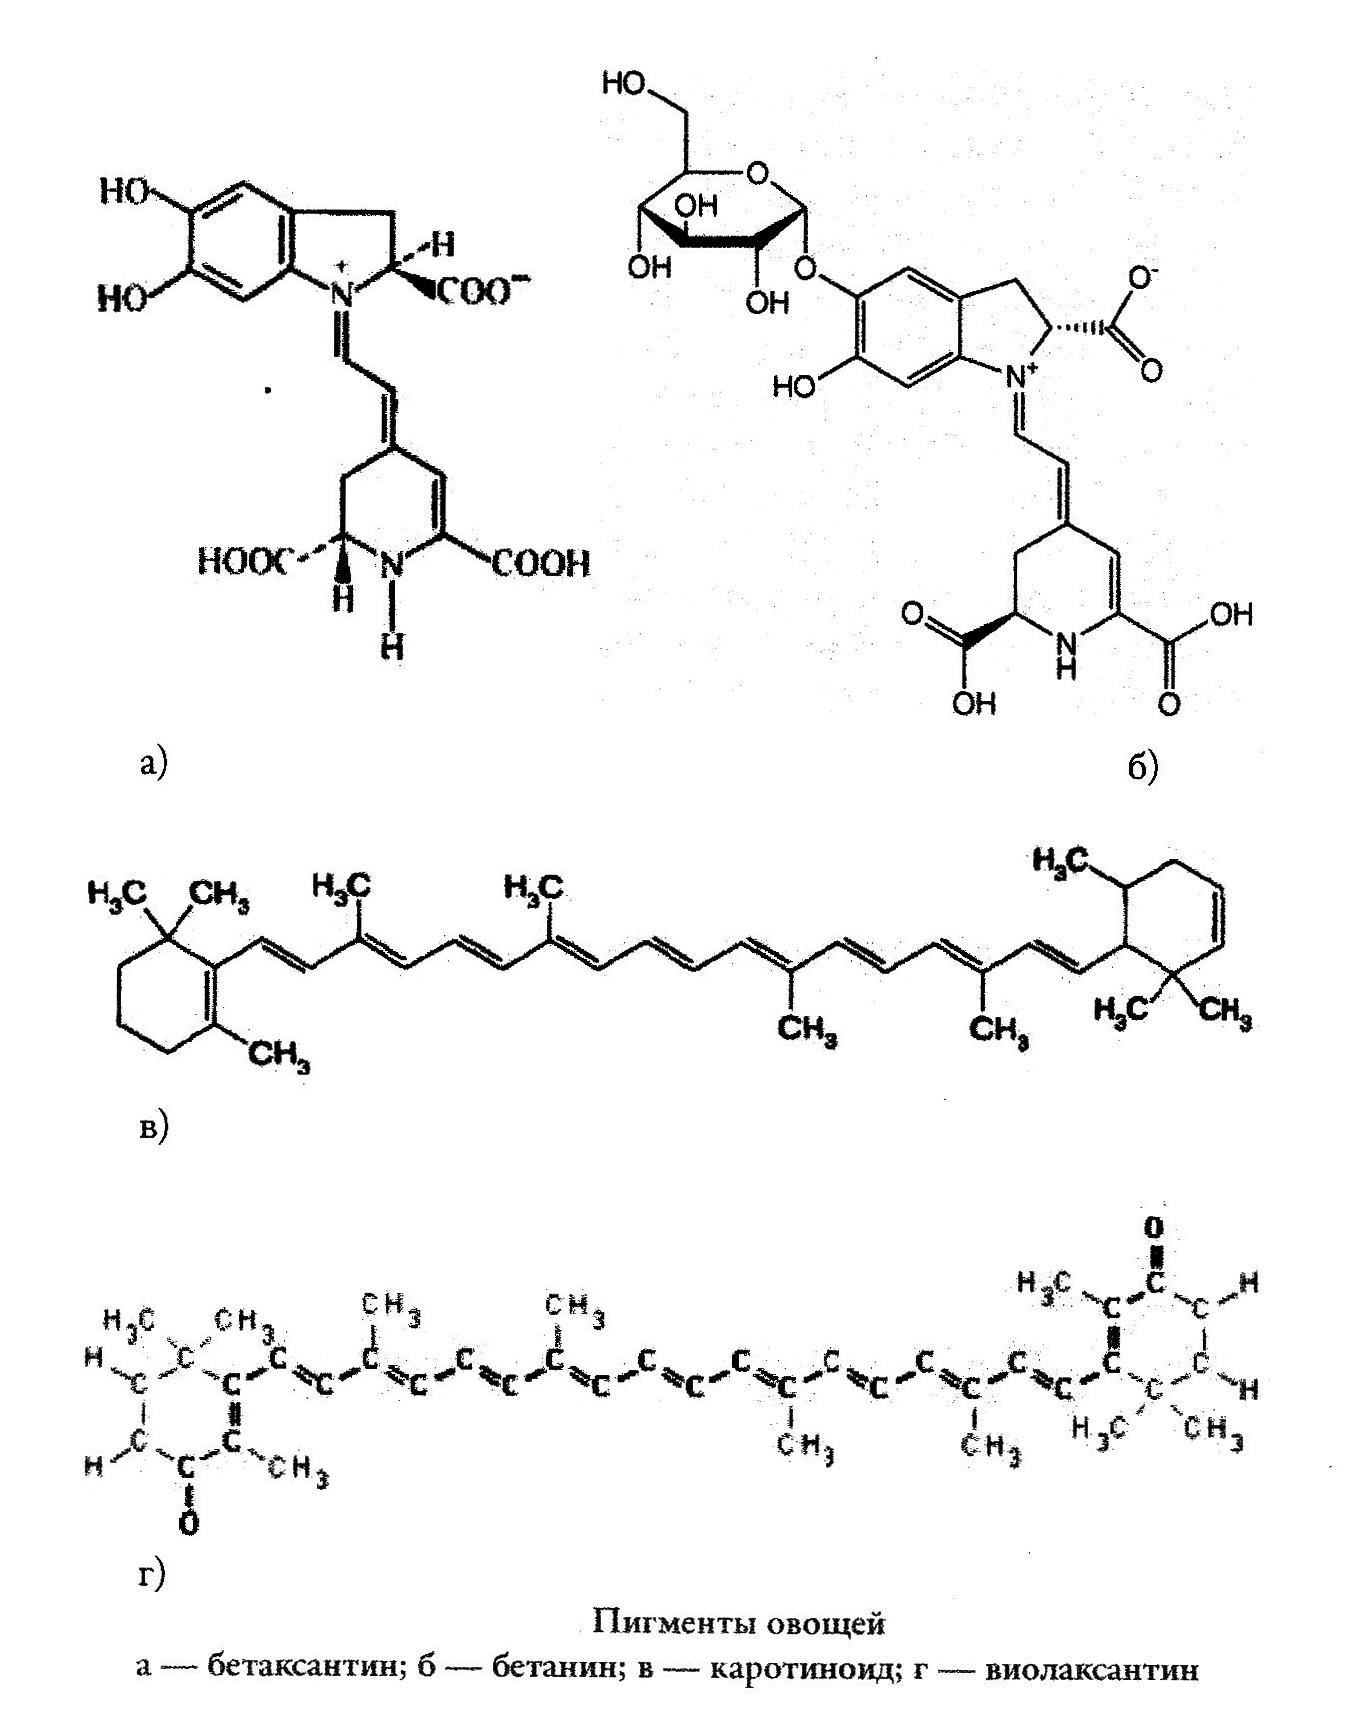 HO
HO
N
+
H
COO⁻
HOOC
H
N
H
COOH
а)
HO
O
OH
OH
OH
O
HO
N⁺
O⁻
O
O
OH
N
H
OH
O
б)
H₃C CH₃ H₃C H₃C H₃C
CH₃ CH₃ CH₃ H₃C CH₃
в)
O
H₃C C C H
H₃C CH₃ CH₃ CH₃
H C C C C C C C C C C C C C C H
C C C C C C C C C C C
H C C C CH₃ CH₃ CH₃ H₃C CH₃
O
г)
Пигменты овощей
а — бетаксантин; б — бетанин; в — каротиноид; г — виолаксантин